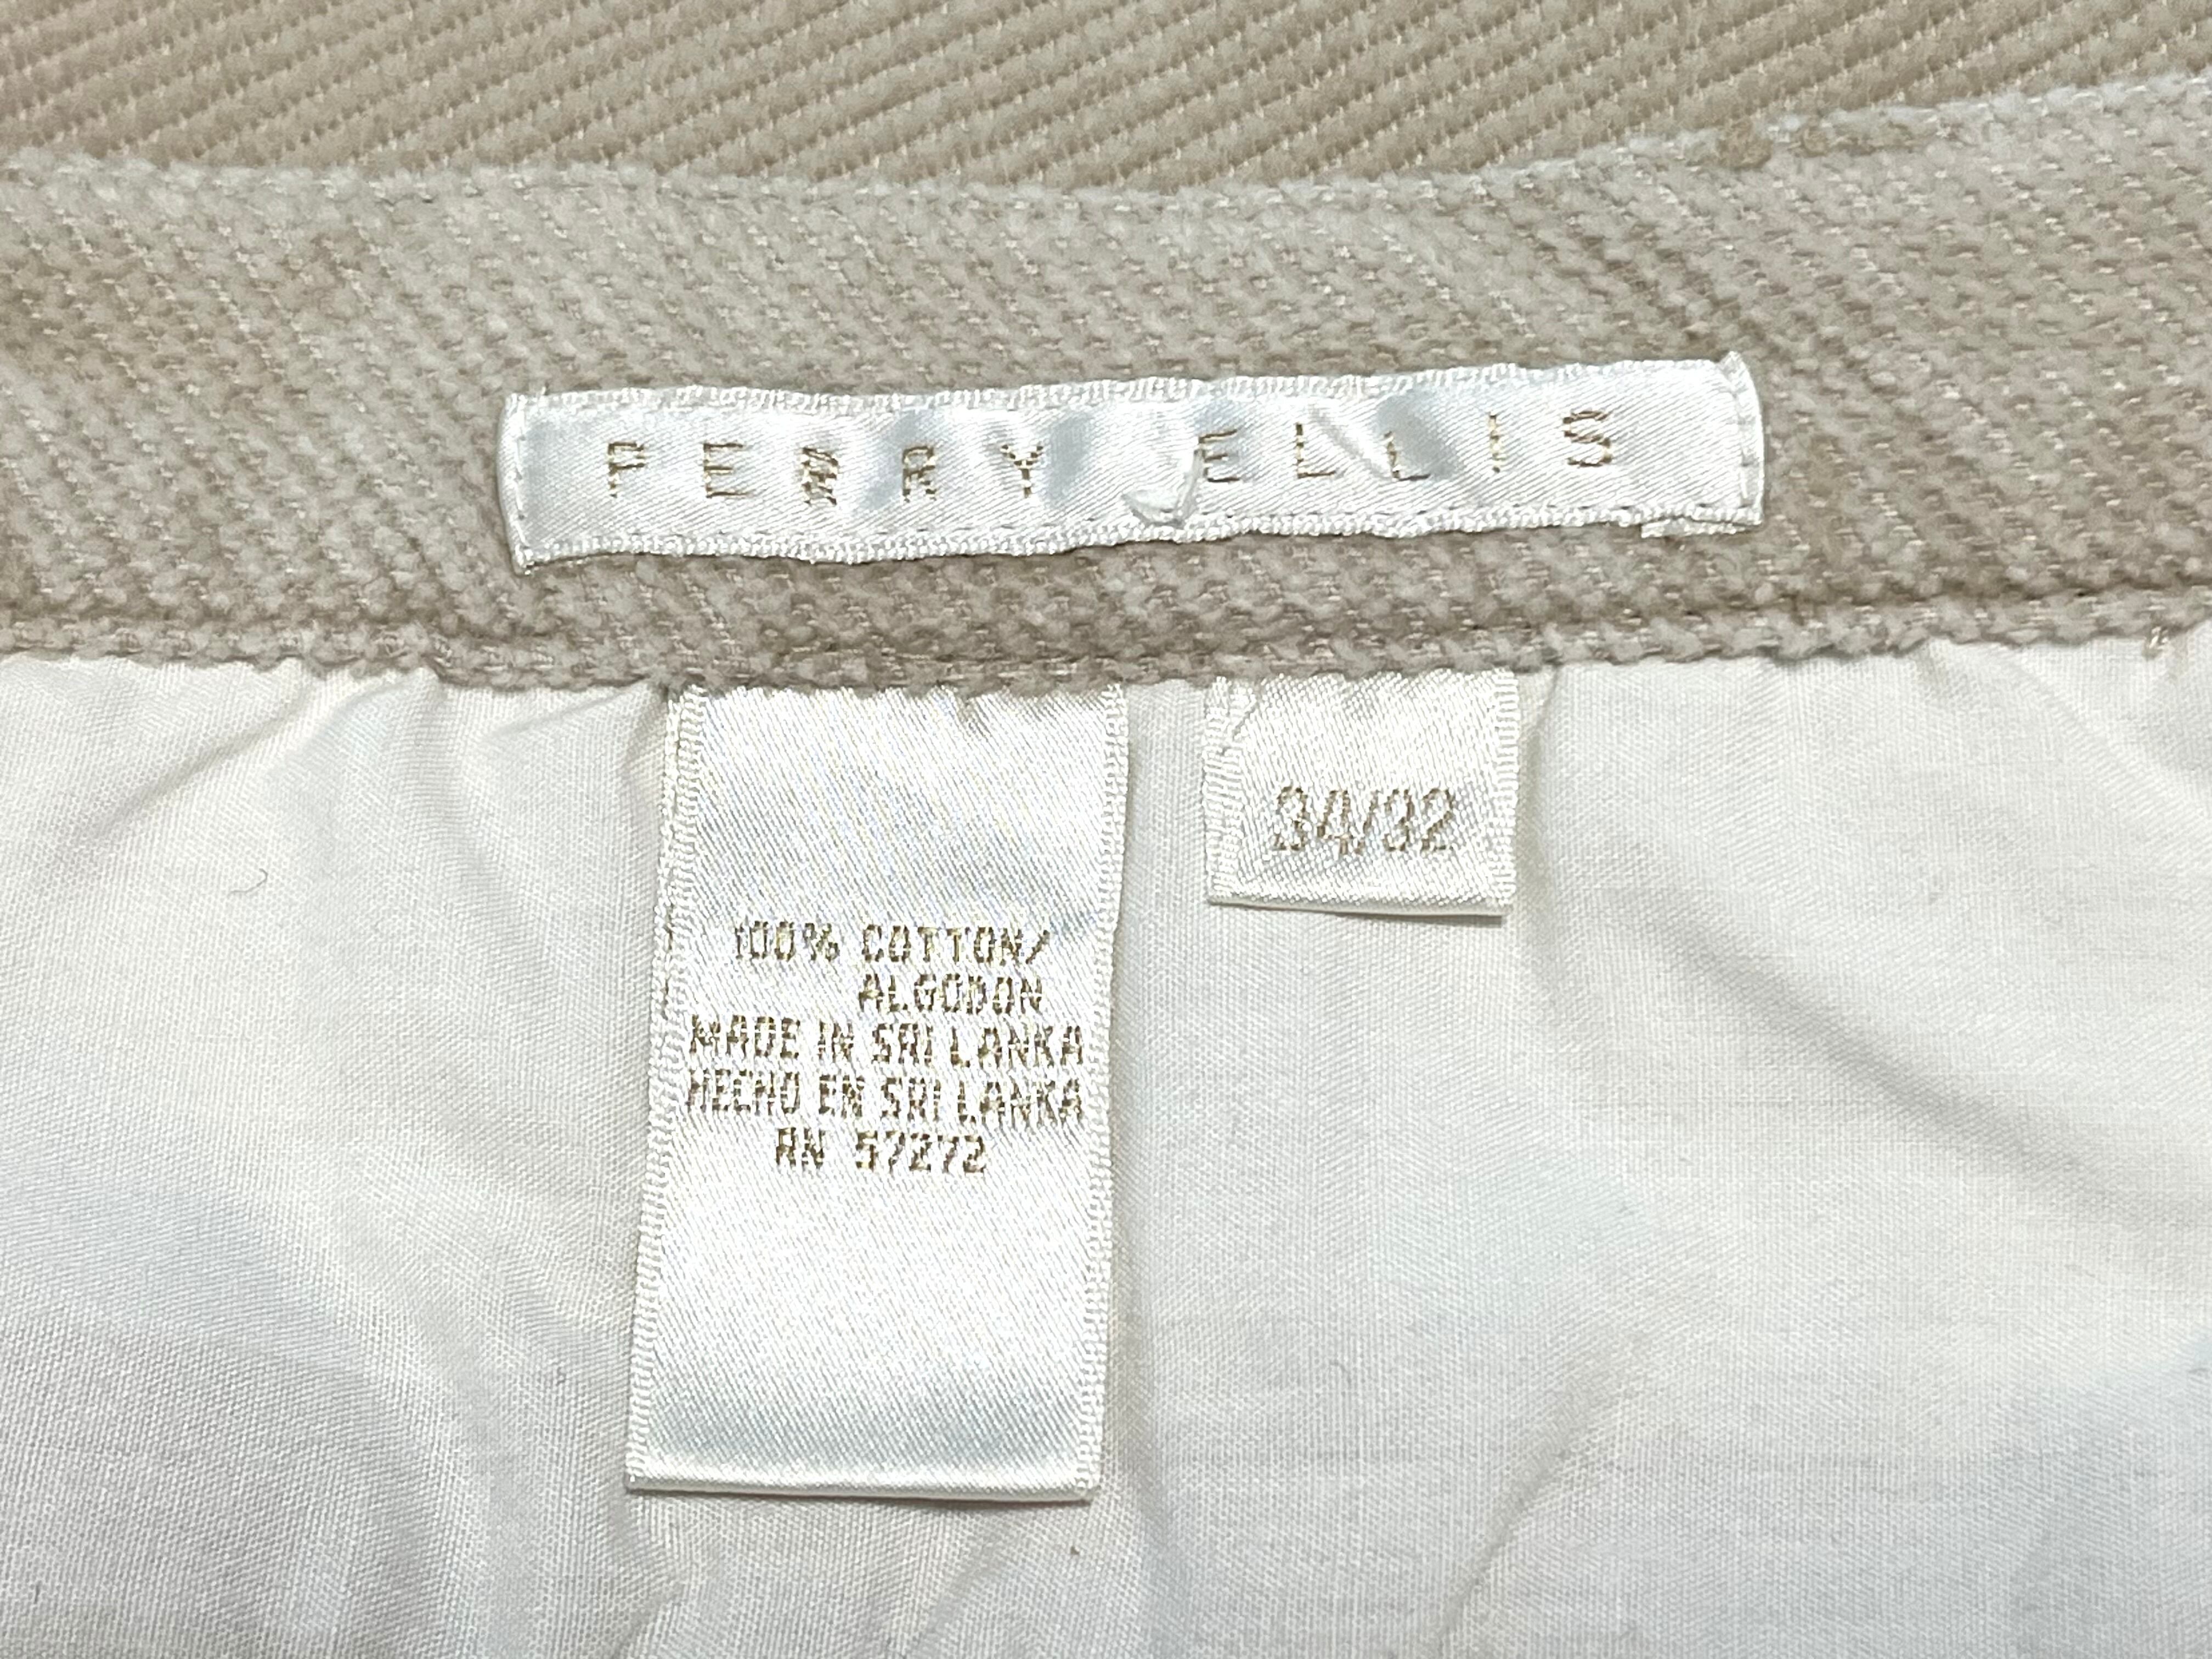 PERRY ELLIS
34/32
100% COTTON/
ALGODON
MADE IN SRI LANKA
HECHO EN SRI LANKA
RN 57272